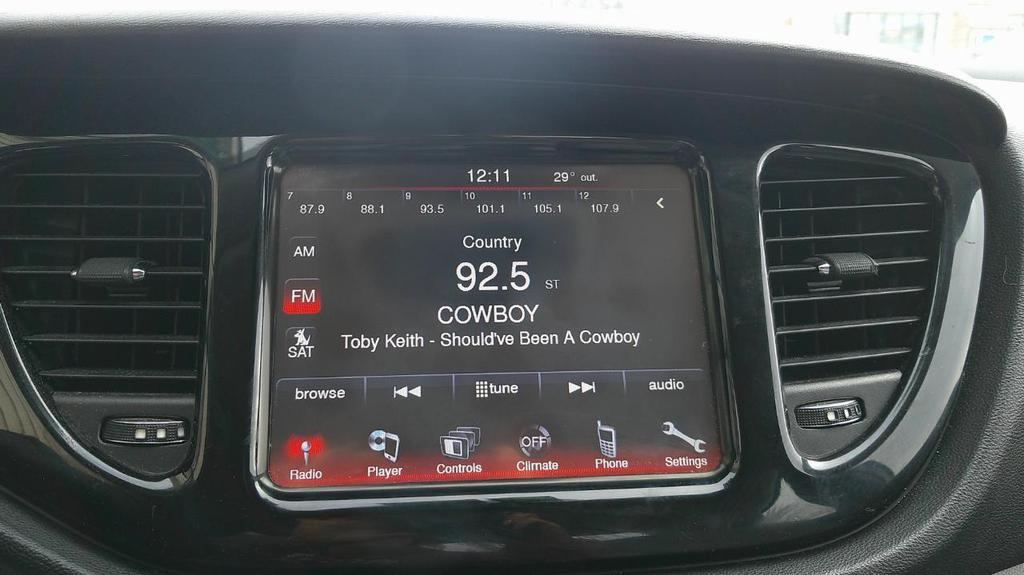 12:11 29° out.
7 8 9 10 11 12
87.9 88.1 93.5 101.1 105.1 107.9
Country
AM
92.5 ST
FM
COWBOY
SAT
Toby Keith - Should've Been A Cowboy
browse tune audio
OFF
Radio Player Controls Climate Phone Settings